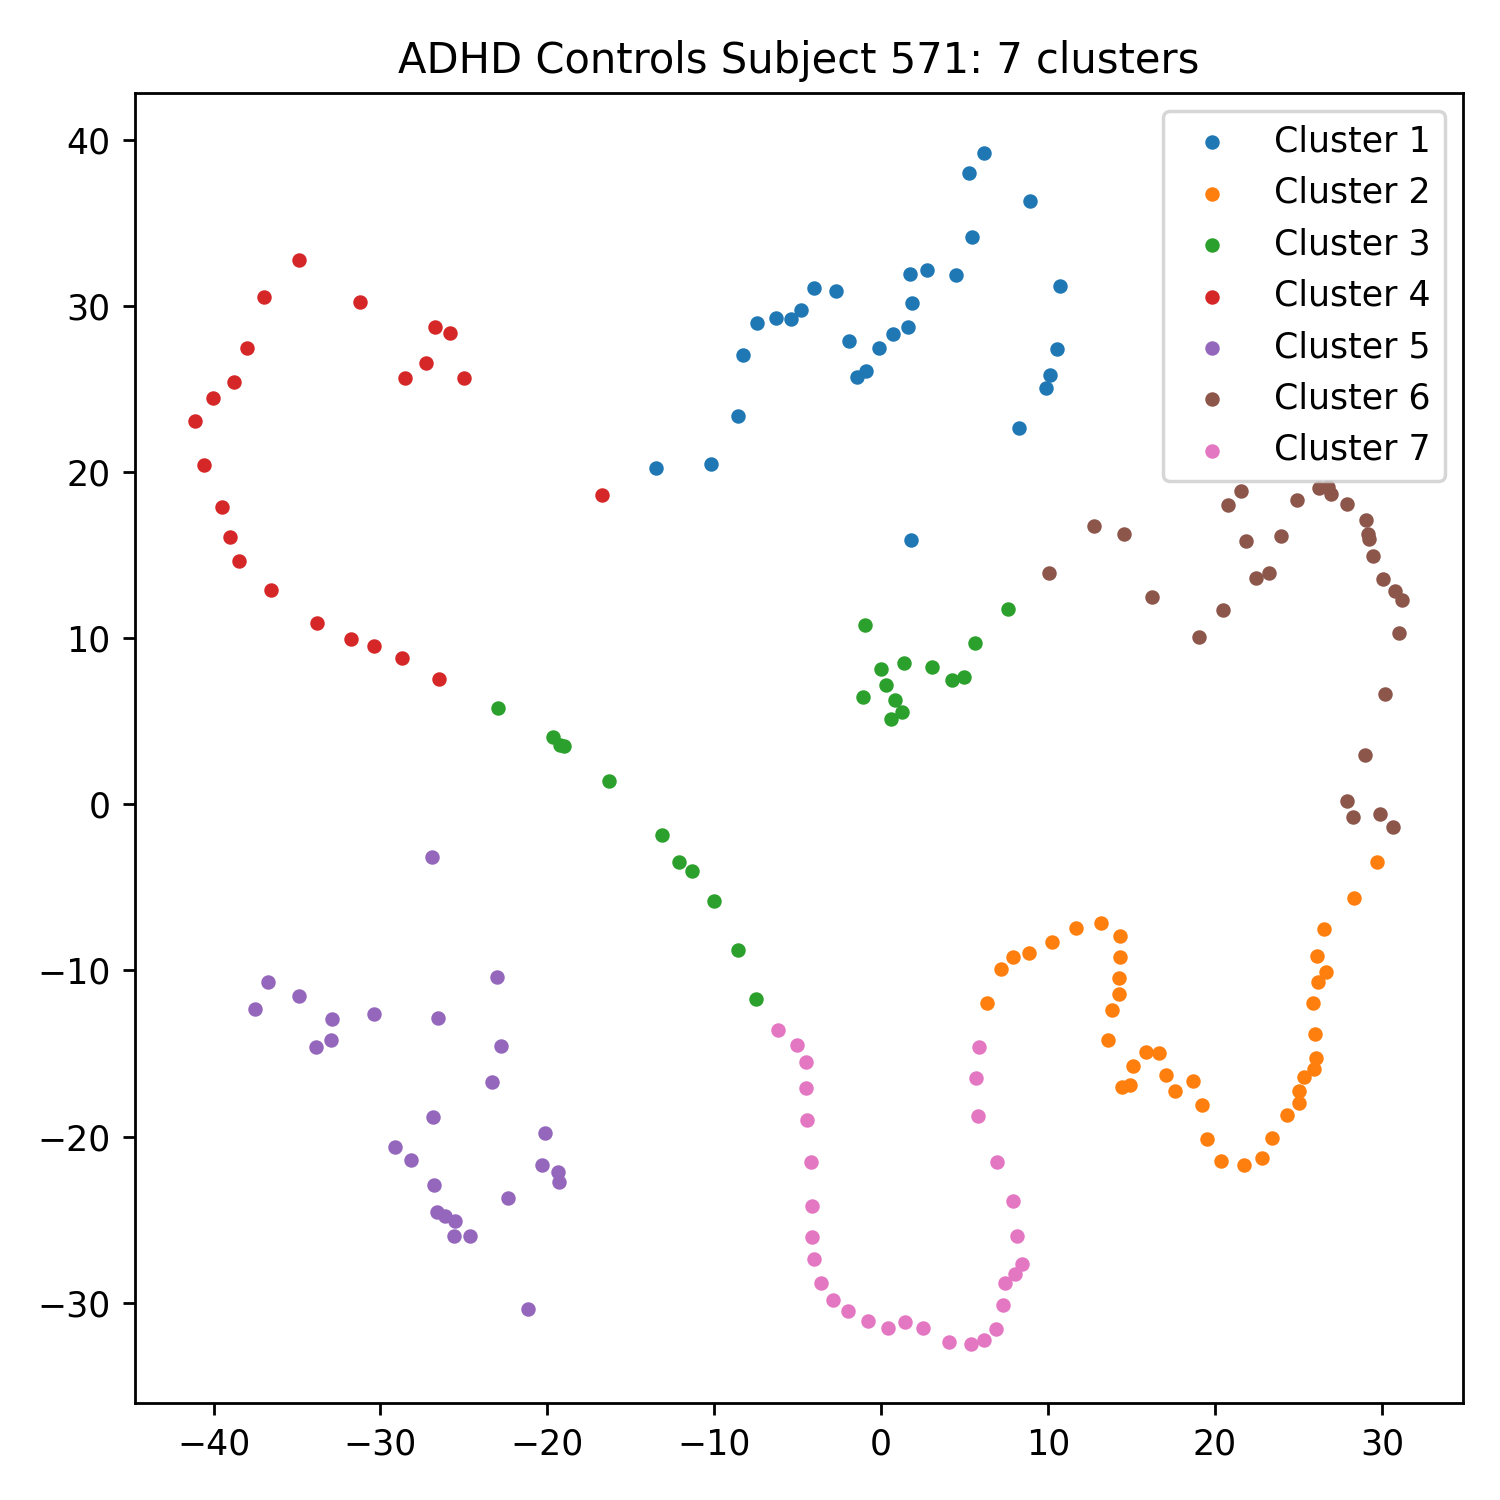 ADHD Controls Subject 571: 7 clusters
Cluster 1
Cluster 2
Cluster 3
Cluster 4
Cluster 5
Cluster 6
Cluster 7
40
30
20
10
0
−10
−20
−30
−40 −30 −20 −10 0 10 20 30